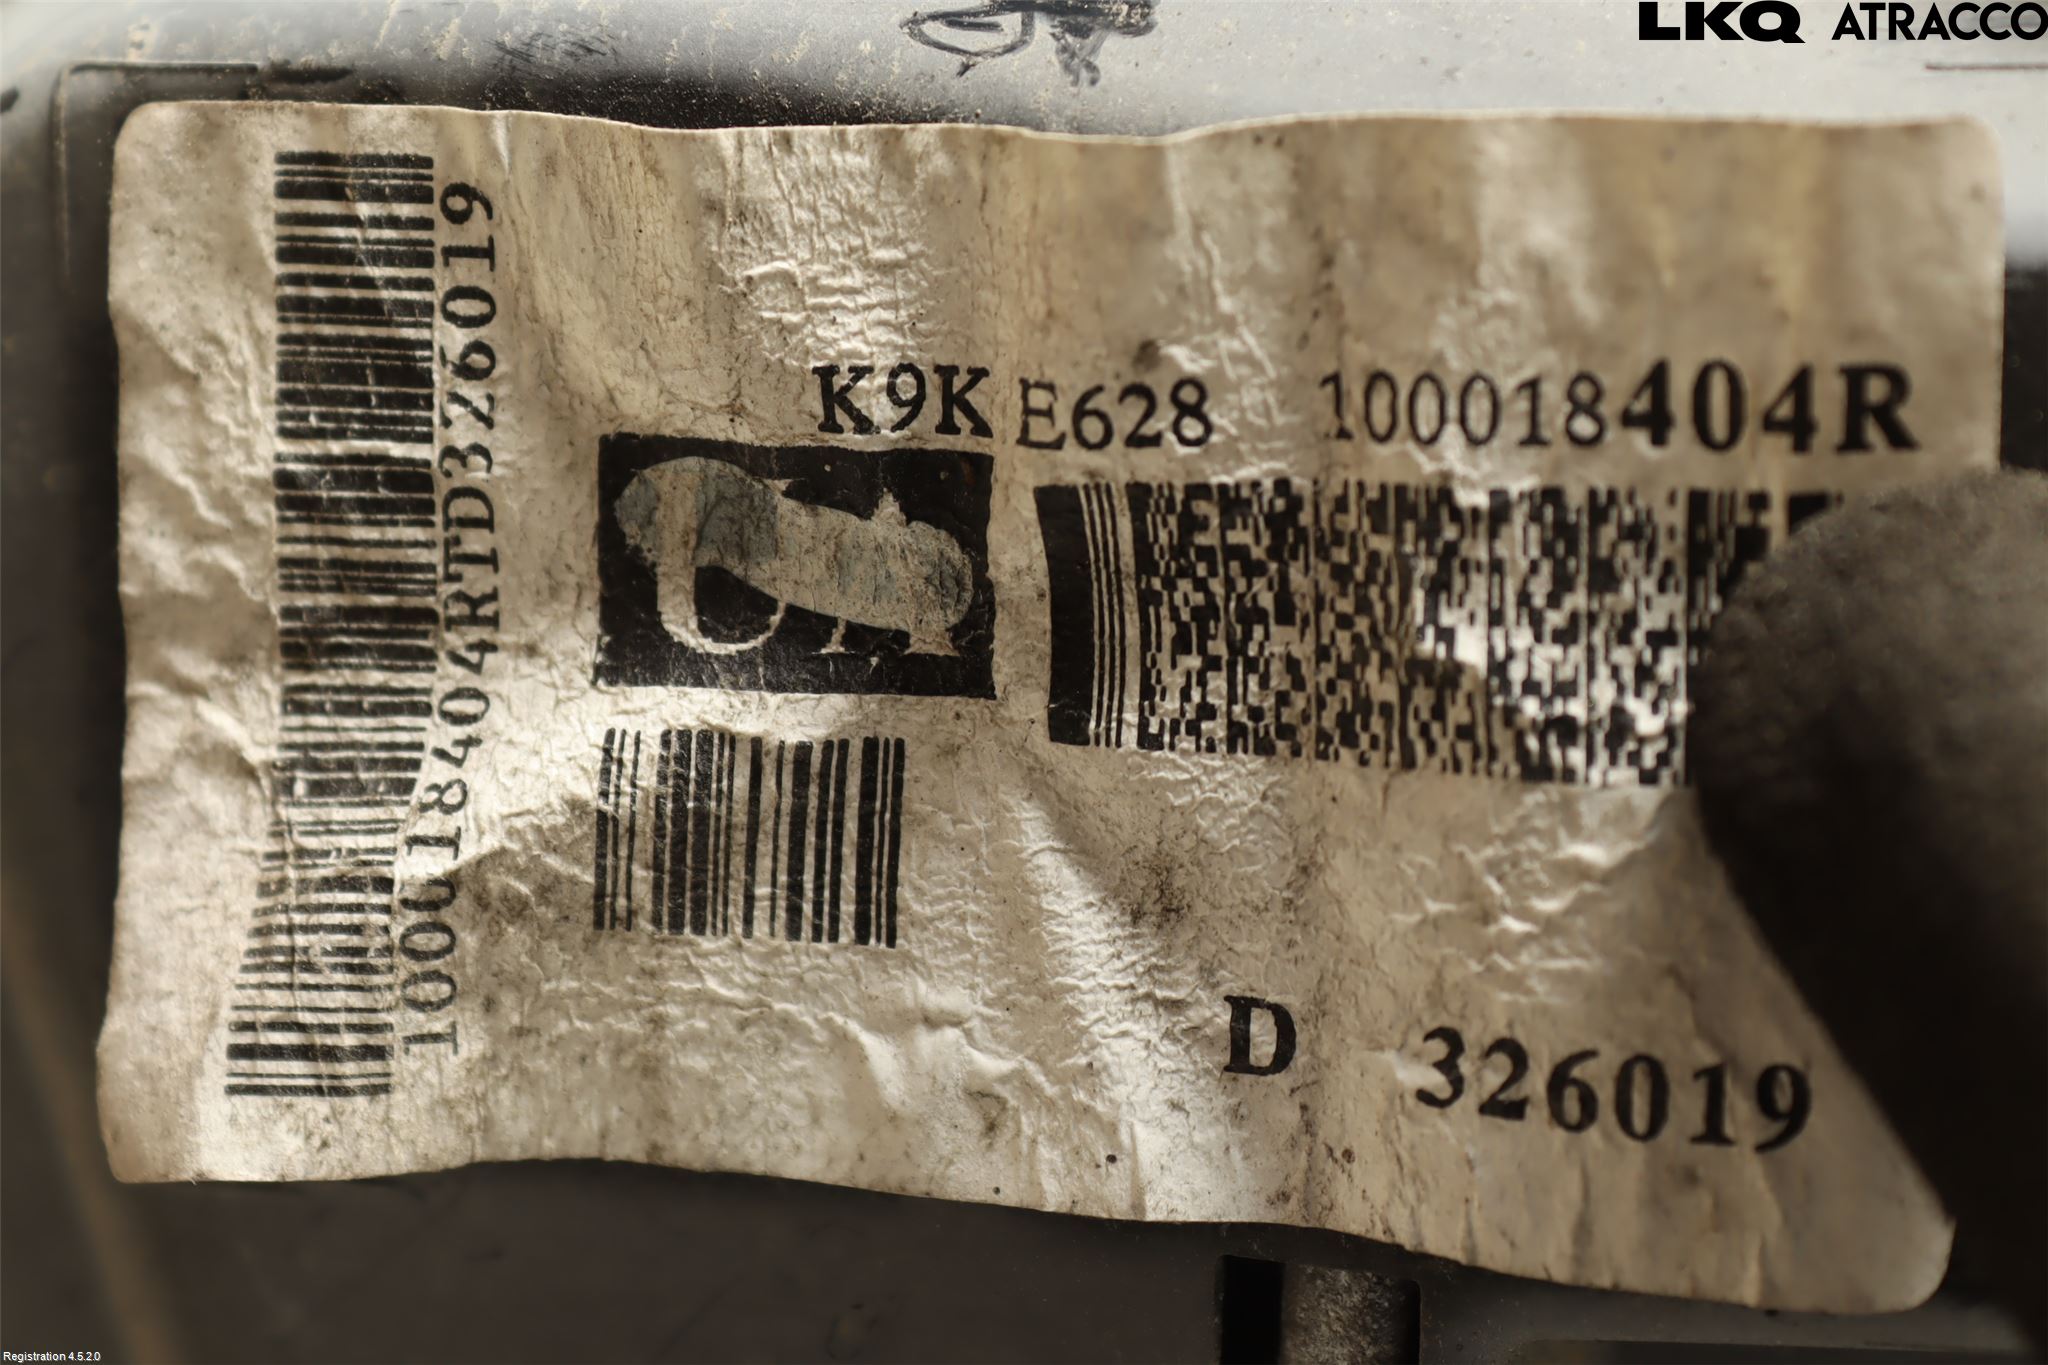 LKQ ATRACCO
100018404RTD326019
K9K E628 100018404R
D 326019
Registration 4.5.2.0